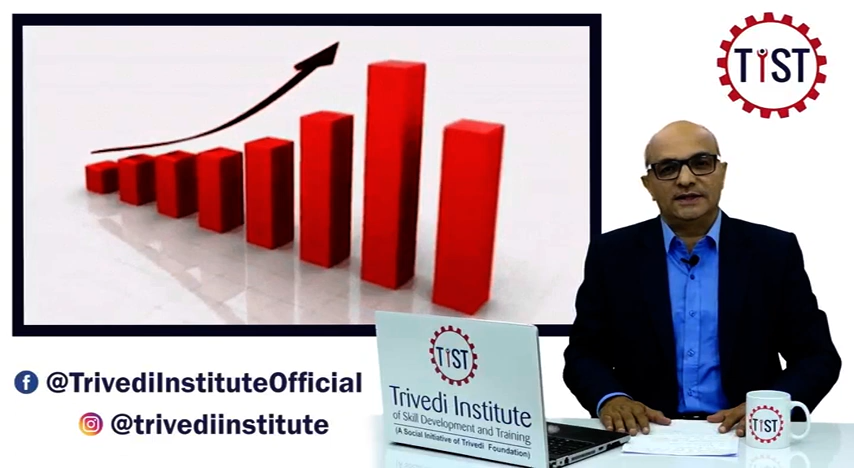 TiST
@TrivediInstituteOfficial
@trivediinstitute
TiST
Trivedi Institute
of Skill Development and Training
(A Social Initiative of Trivedi Foundation)
TiST